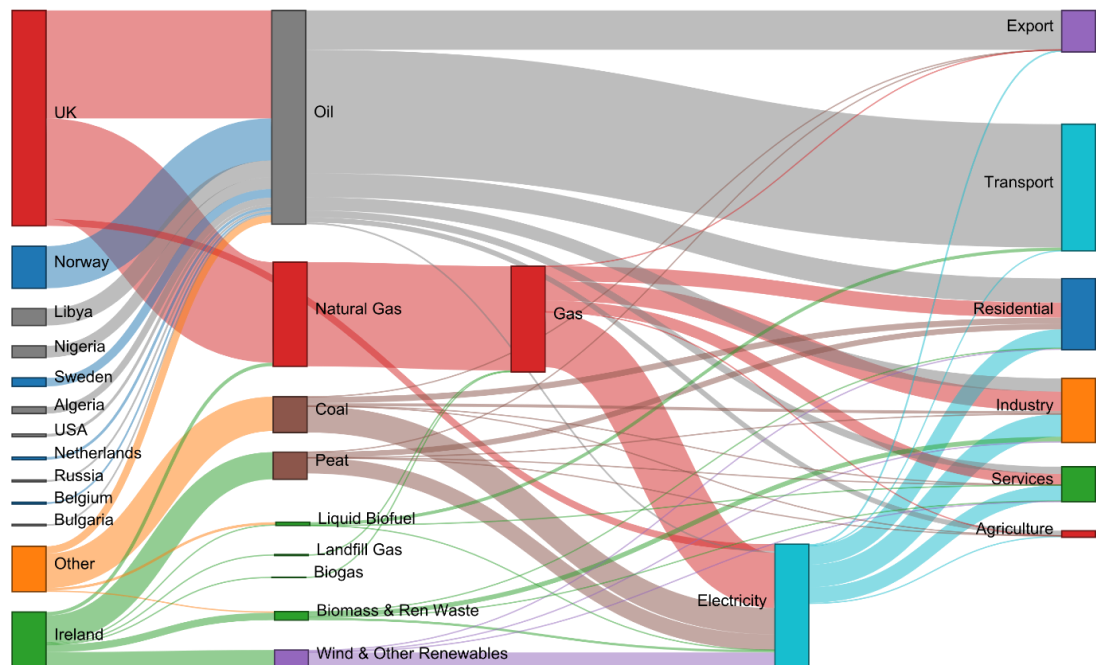 UK
Norway
Libya
Nigeria
Sweden
Algeria
USA
Netherlands
Russia
Belgium
Bulgaria
Other
Ireland
Oil
Natural Gas
Coal
Peat
Liquid Biofuel
Landfill Gas
Biogas
Biomass & Ren Waste
Wind & Other Renewables
Gas
Electricity
Export
Transport
Residential
Industry
Services
Agriculture